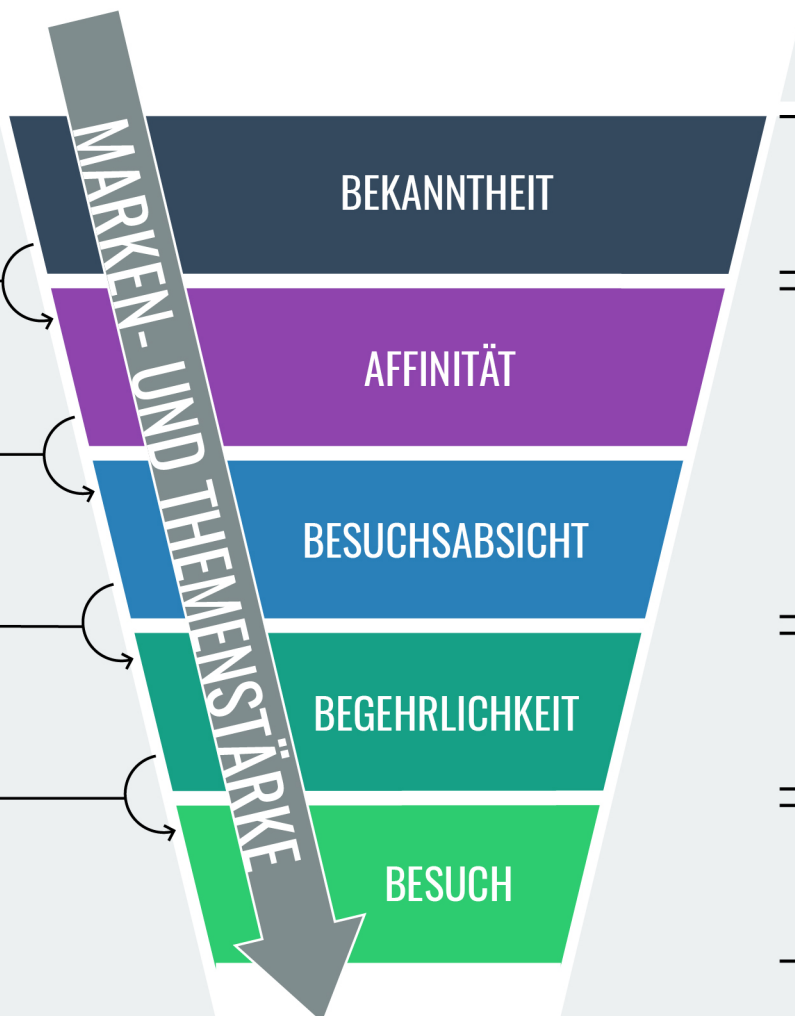 MARKEN- UND THEMENSTÄRKE
BEKANNTHEIT
AFFINITÄT
BESUCHSABSICHT
BEGEHRLICHKEIT
BESUCH